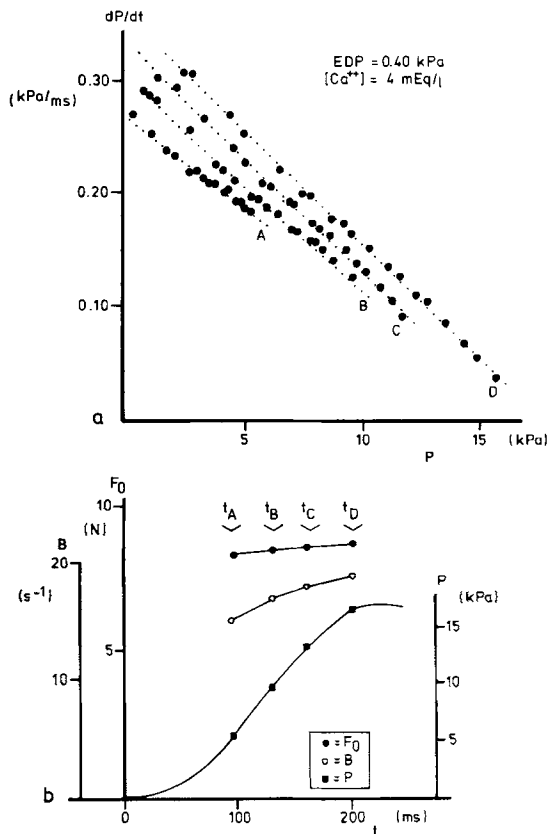 dP/dt
EDP = 0.40 kPa
[Ca++] = 4 mEq/l
0.30
(kPa/ms)
0.20
0.10
A
B
C
D
a
5
10
15
(kPa)
P
F0
10
(N)
tA
tB
tC
tD
B
20
(s-1)
P
(kPa)
15
5
10
10
5
● = F0
○ = B
■ = P
b
0
100
200
(ms)
t